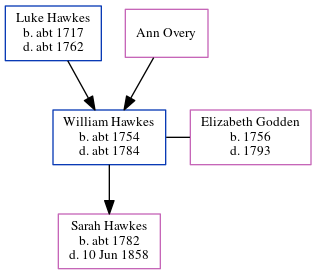 Luke Hawkes
b. abt 1717
d. abt 1762
Ann Overy
William Hawkes
b. abt 1754
d. abt 1784
Elizabeth Godden
b. 1756
d. 1793
Sarah Hawkes
b. abt 1782
d. 10 Jun 1858